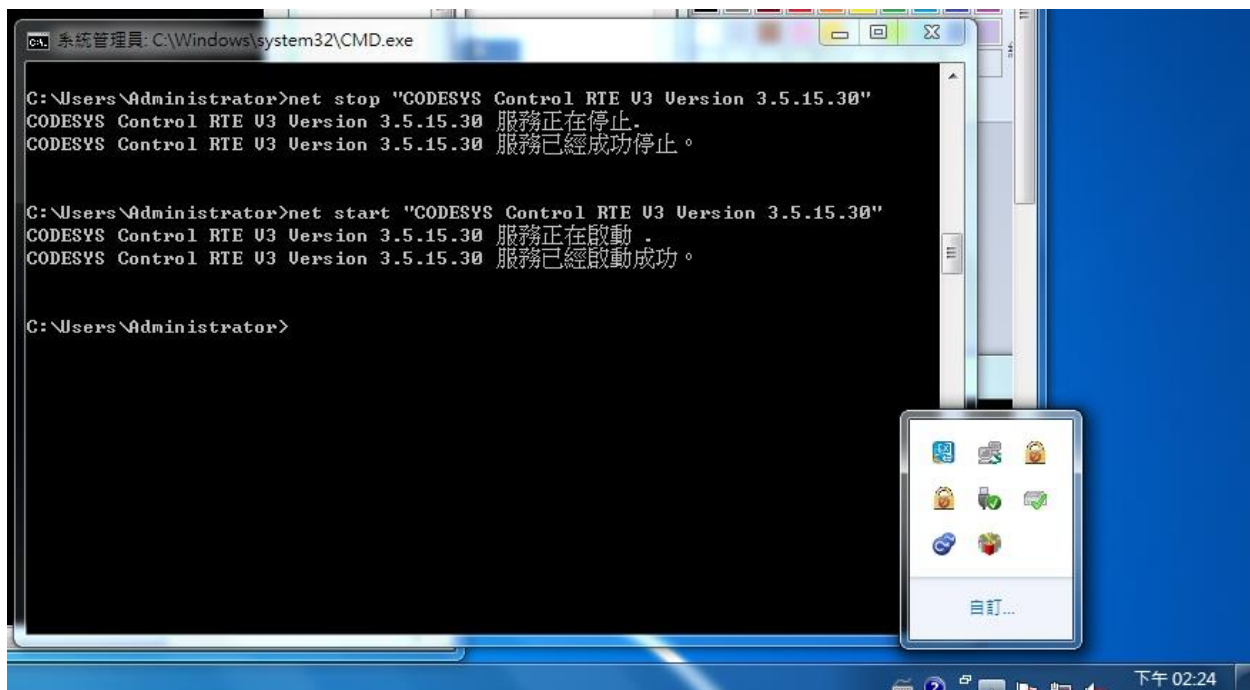 系統管理員: C:\Windows\system32\CMD.exe
C:\Users\Administrator>net stop "CODESYS Control RTE V3 Version 3.5.15.30"
CODESYS Control RTE V3 Version 3.5.15.30 服務正在停止.
CODESYS Control RTE V3 Version 3.5.15.30 服務已經成功停止。
C:\Users\Administrator>net start "CODESYS Control RTE V3 Version 3.5.15.30"
CODESYS Control RTE V3 Version 3.5.15.30 服務正在啟動 .
CODESYS Control RTE V3 Version 3.5.15.30 服務已經啟動成功。
C:\Users\Administrator>
自訂...
下午 02:24